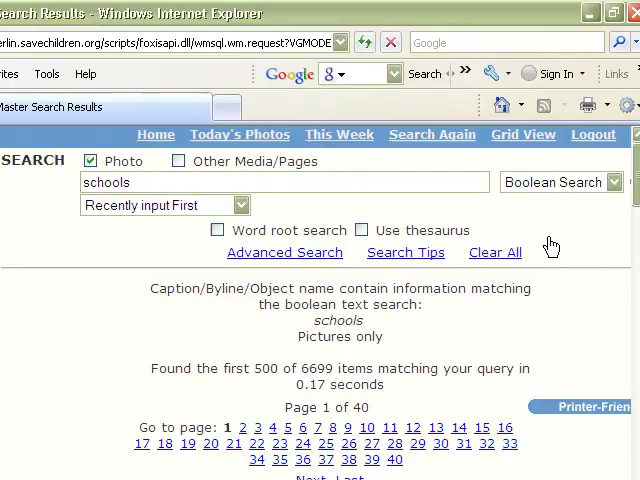 Search Results - Windows Internet Explorer
erlin.savechildren.org/scripts/foxisapi.dll/wmsql.wm.request?VGMODE
Google
rites Tools Help
Google g Search Sign In Links
Master Search Results
Home Today's Photos This Week Search Again Grid View Logout
SEARCH Photo Other Media/Pages
schools Boolean Search
Recently input First
Word root search Use thesaurus
Advanced Search Search Tips Clear All
Caption/Byline/Object name contain information matching
the boolean text search:
schools
Pictures only
Found the first 500 of 6699 items matching your query in
0.17 seconds
Page 1 of 40
Printer-Frien
Go to page: 1 2 3 4 5 6 7 8 9 10 11 12 13 14 15 16
17 18 19 20 21 22 23 24 25 26 27 28 29 30 31 32 33
34 35 36 37 38 39 40
Next Last